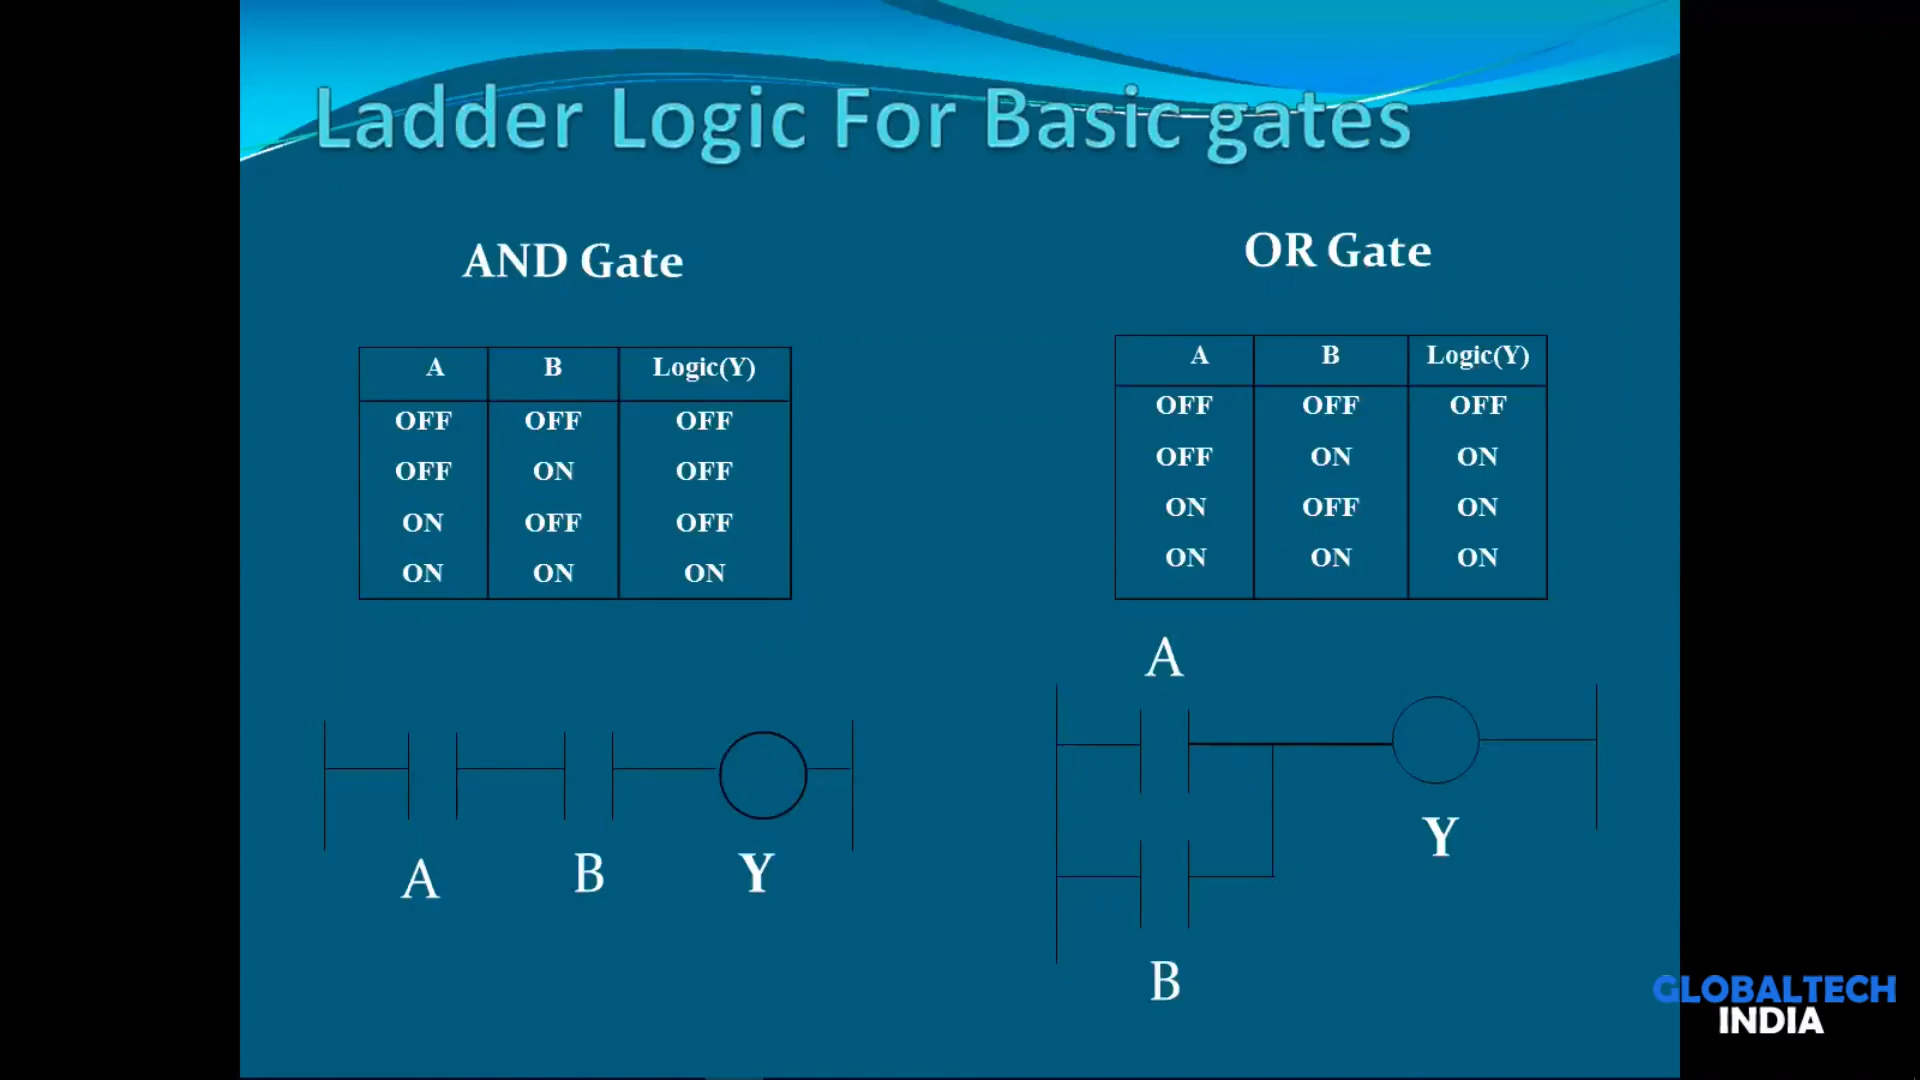 Ladder Logic For Basic gates
AND Gate
A B Logic(Y)
OFF OFF OFF
OFF ON OFF
ON OFF OFF
ON ON ON
A B Y
OR Gate
A B Logic(Y)
OFF OFF OFF
OFF ON ON
ON OFF ON
ON ON ON
A
Y
B
GLOBALTECH
INDIA